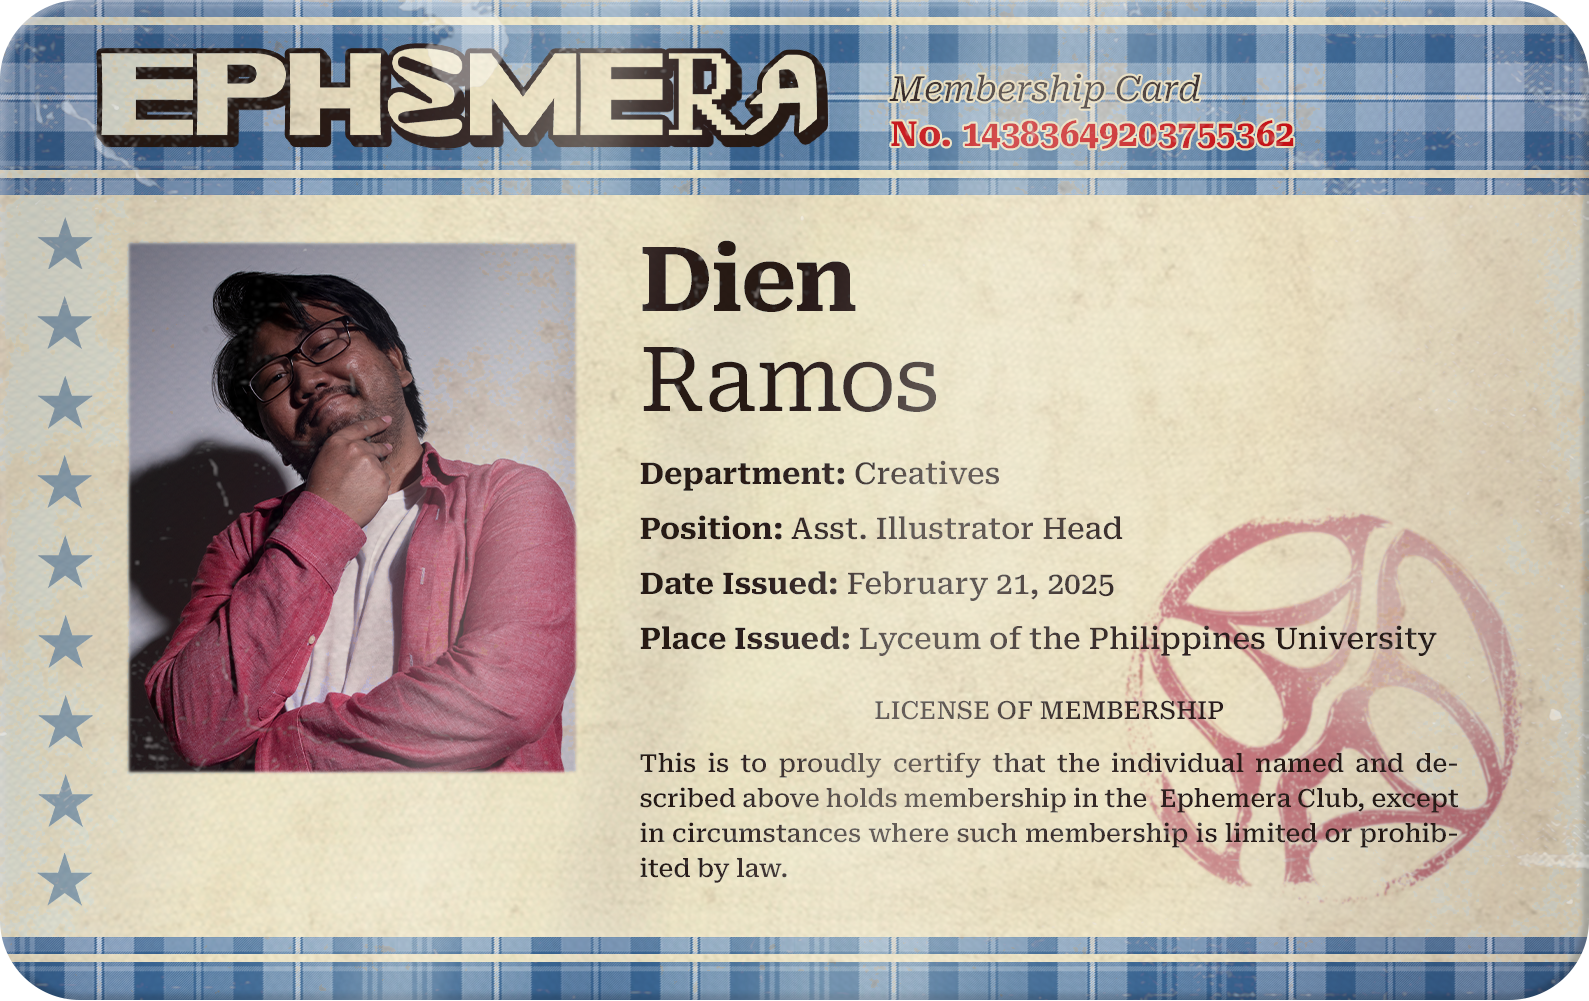 EPHEMERA
Membership Card
No. 14383649203755362
Dien
Ramos
Department: Creatives
Position: Asst. Illustrator Head
Date Issued: February 21, 2025
Place Issued: Lyceum of the Philippines University
LICENSE OF MEMBERSHIP
This is to proudly certify that the individual named and de-
scribed above holds membership in the Ephemera Club, except
in circumstances where such membership is limited or prohib-
ited by law.